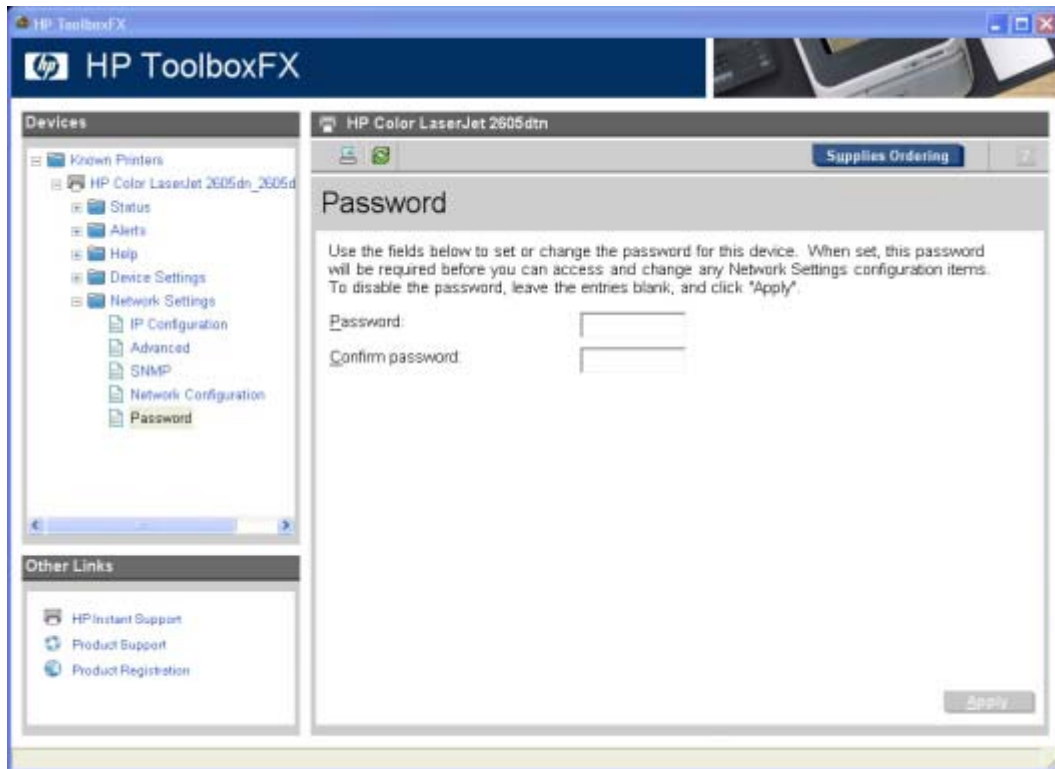 HP ToolboxFX
hp HP ToolboxFX
Devices
Known Printers
HP Color LaserJet 2605dn_2605d
Status
Alerts
Help
Device Settings
Network Settings
IP Configuration
Advanced
SNMP
Network Configuration
Password
Other Links
HP Instant Support
Product Support
Product Registration
HP Color LaserJet 2605dtn
Supplies Ordering
?
Password
Use the fields below to set or change the password for this device. When set, this password
will be required before you can access and change any Network Settings configuration items.
To disable the password, leave the entries blank, and click "Apply".
Password:
Confirm password:
Apply